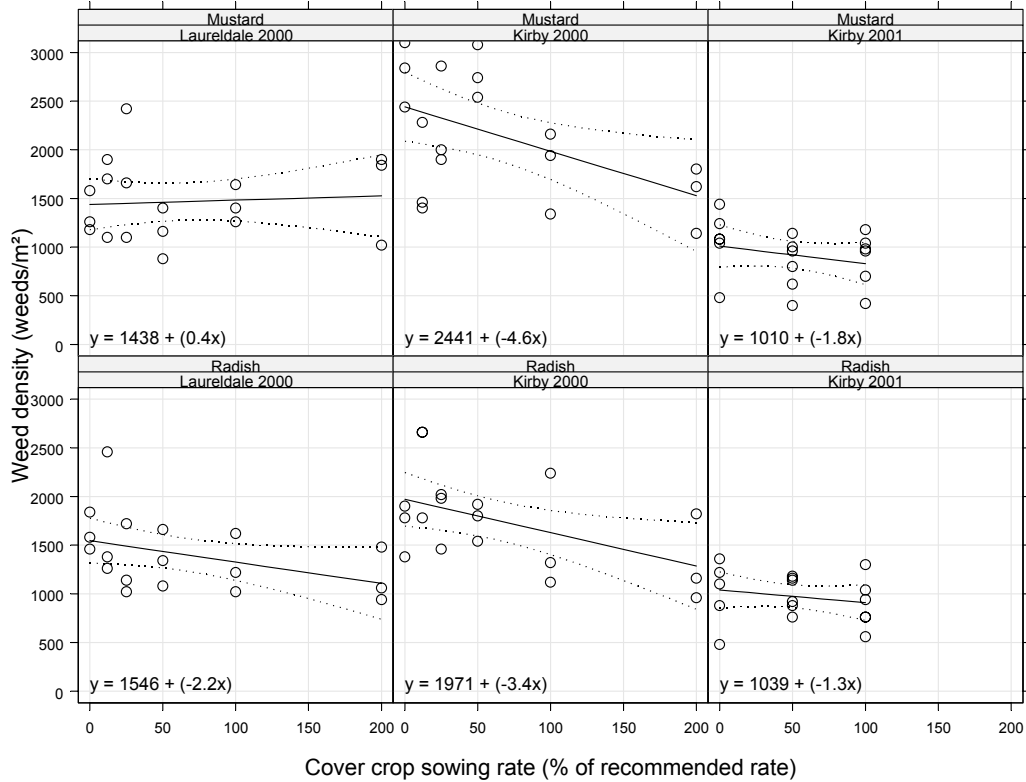 Mustard Mustard Mustard
Laureldale 2000 Kirby 2000 Kirby 2001
3000
2500
2000
1500
1000
500
0
y = 1438 + (0.4x) y = 2441 + (-4.6x) y = 1010 + (-1.8x)
Weed density (weeds/m²)
Radish Radish Radish
Laureldale 2000 Kirby 2000 Kirby 2001
3000
2500
2000
1500
1000
500
0
y = 1546 + (-2.2x) y = 1971 + (-3.4x) y = 1039 + (-1.3x)
0 50 100 150 200 0 50 100 150 200 0 50 100 150 200
Cover crop sowing rate (% of recommended rate)